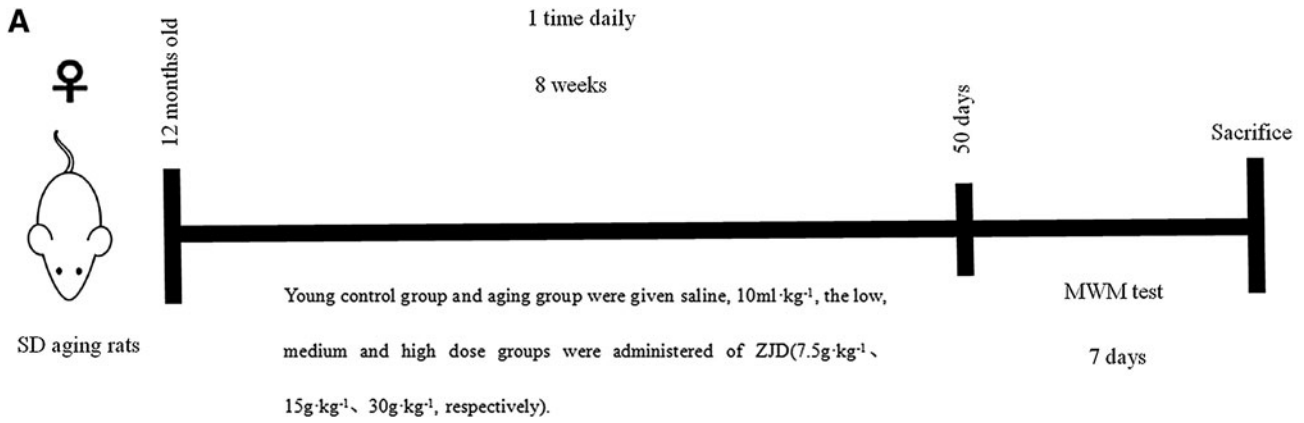 A
12 months old
1 time daily
8 weeks
50 days
Sacrifice
SD aging rats
Young control group and aging group were given saline, 10ml·kg⁻¹, the low,
medium and high dose groups were administered of ZJD(7.5g·kg⁻¹、
15g·kg⁻¹、30g·kg⁻¹, respectively).
MWM test
7 days